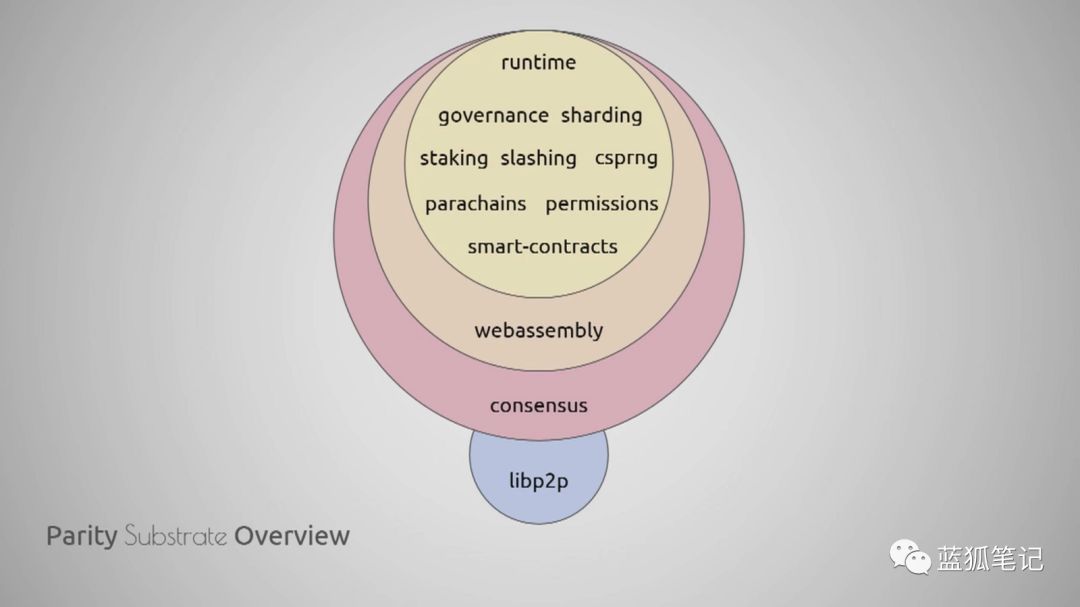 runtime
governance sharding
staking slashing csprng
parachains permissions
smart-contracts
webassembly
consensus
libp2p
Parity Substrate Overview
蓝狐笔记